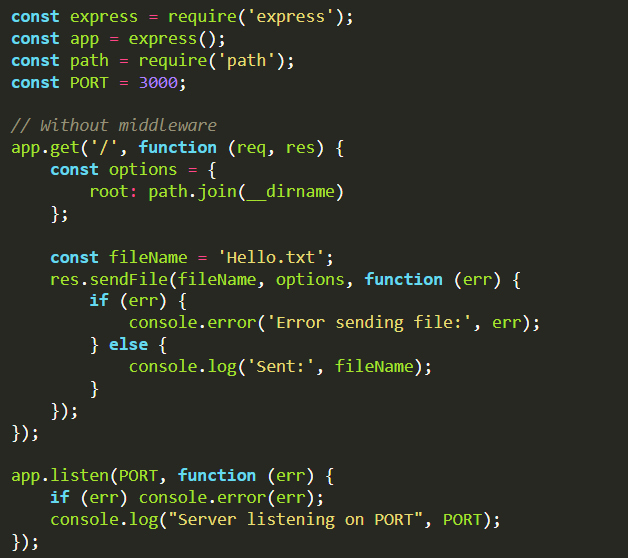 const express = require('express');
const app = express();
const path = require('path');
const PORT = 3000;

// Without middleware
app.get('/', function (req, res) {
    const options = {
        root: path.join(__dirname)
    };

    const fileName = 'Hello.txt';
    res.sendFile(fileName, options, function (err) {
        if (err) {
            console.error('Error sending file:', err);
        } else {
            console.log('Sent:', fileName);
        }
    });
});

app.listen(PORT, function (err) {
    if (err) console.error(err);
    console.log("Server listening on PORT", PORT);
});